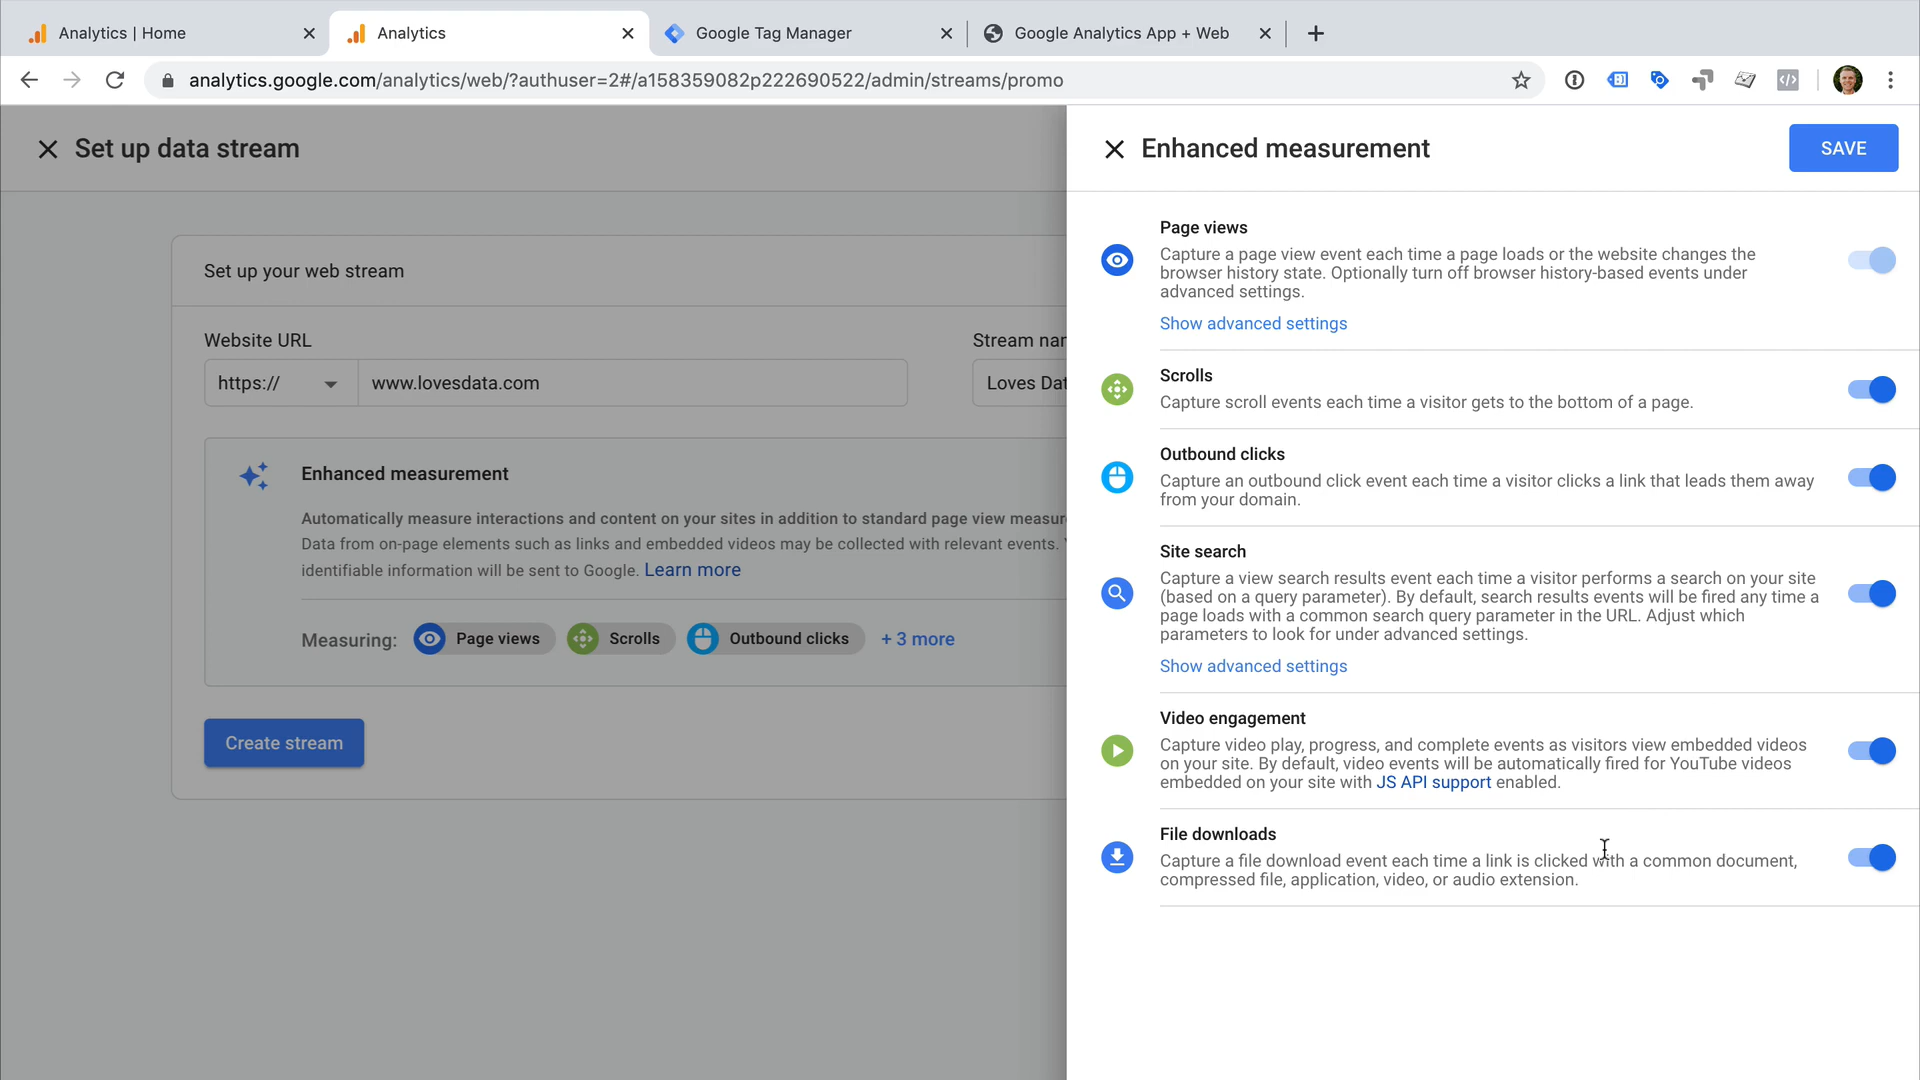 Analytics | Home
Analytics
Google Tag Manager
Google Analytics App + Web
analytics.google.com/analytics/web/?authuser=2#/a158359082p222690522/admin/streams/promo
Set up data stream
Set up your web stream
Website URL
Stream nar
https://
www.lovesdata.com
Loves Dat
Enhanced measurement
Automatically measure interactions and content on your sites in addition to standard page view measur
Data from on-page elements such as links and embedded videos may be collected with relevant events.
identifiable information will be sent to Google. Learn more
Measuring: Page views Scrolls Outbound clicks + 3 more
Create stream
Enhanced measurement
SAVE
Page views
Capture a page view event each time a page loads or the website changes the
browser history state. Optionally turn off browser history-based events under
advanced settings.
Show advanced settings
Scrolls
Capture scroll events each time a visitor gets to the bottom of a page.
Outbound clicks
Capture an outbound click event each time a visitor clicks a link that leads them away
from your domain.
Site search
Capture a view search results event each time a visitor performs a search on your site
(based on a query parameter). By default, search results events will be fired any time a
page loads with a common search query parameter in the URL. Adjust which
parameters to look for under advanced settings.
Show advanced settings
Video engagement
Capture video play, progress, and complete events as visitors view embedded videos
on your site. By default, video events will be automatically fired for YouTube videos
embedded on your site with JS API support enabled.
File downloads
Capture a file download event each time a link is clicked with a common document,
compressed file, application, video, or audio extension.